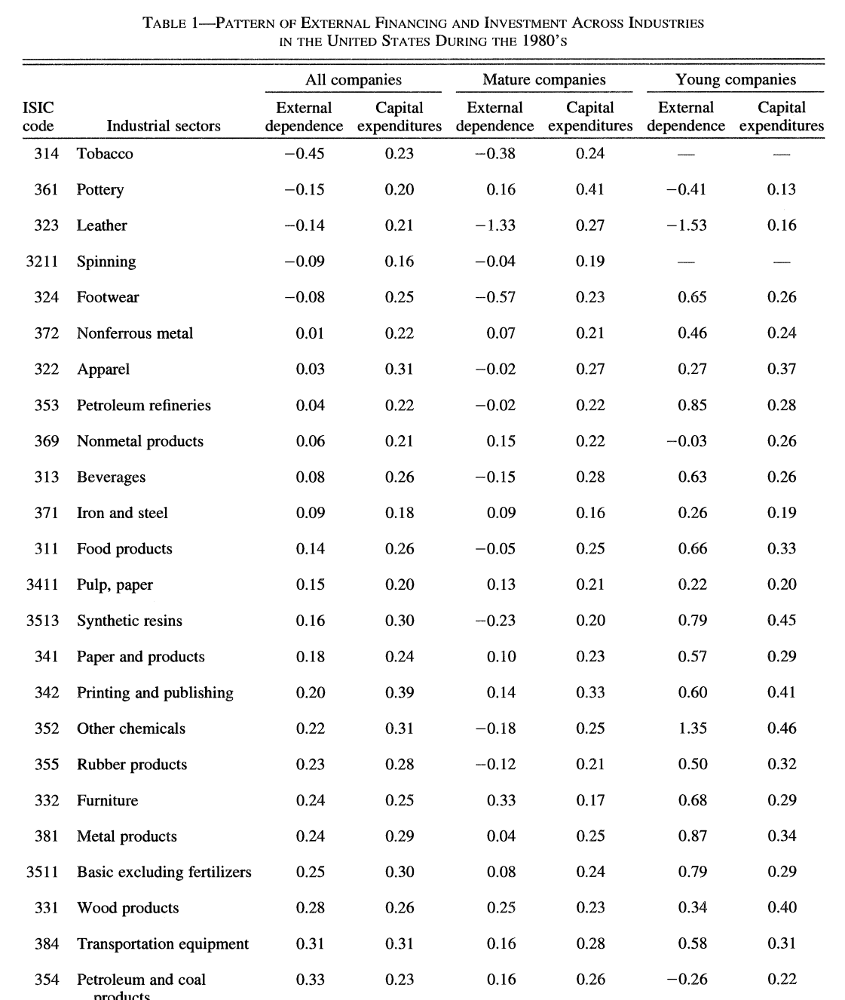 TABLE 1—PATTERN OF EXTERNAL FINANCING AND INVESTMENT ACROSS INDUSTRIES
IN THE UNITED STATES DURING THE 1980'S
All companies Mature companies Young companies
ISIC External Capital External Capital External Capital
code Industrial sectors dependence expenditures dependence expenditures dependence expenditures
314 Tobacco −0.45 0.23 −0.38 0.24 — —
361 Pottery −0.15 0.20 0.16 0.41 −0.41 0.13
323 Leather −0.14 0.21 −1.33 0.27 −1.53 0.16
3211 Spinning −0.09 0.16 −0.04 0.19 — —
324 Footwear −0.08 0.25 −0.57 0.23 0.65 0.26
372 Nonferrous metal 0.01 0.22 0.07 0.21 0.46 0.24
322 Apparel 0.03 0.31 −0.02 0.27 0.27 0.37
353 Petroleum refineries 0.04 0.22 −0.02 0.22 0.85 0.28
369 Nonmetal products 0.06 0.21 0.15 0.22 −0.03 0.26
313 Beverages 0.08 0.26 −0.15 0.28 0.63 0.26
371 Iron and steel 0.09 0.18 0.09 0.16 0.26 0.19
311 Food products 0.14 0.26 −0.05 0.25 0.66 0.33
3411 Pulp, paper 0.15 0.20 0.13 0.21 0.22 0.20
3513 Synthetic resins 0.16 0.30 −0.23 0.20 0.79 0.45
341 Paper and products 0.18 0.24 0.10 0.23 0.57 0.29
342 Printing and publishing 0.20 0.39 0.14 0.33 0.60 0.41
352 Other chemicals 0.22 0.31 −0.18 0.25 1.35 0.46
355 Rubber products 0.23 0.28 −0.12 0.21 0.50 0.32
332 Furniture 0.24 0.25 0.33 0.17 0.68 0.29
381 Metal products 0.24 0.29 0.04 0.25 0.87 0.34
3511 Basic excluding fertilizers 0.25 0.30 0.08 0.24 0.79 0.29
331 Wood products 0.28 0.26 0.25 0.23 0.34 0.40
384 Transportation equipment 0.31 0.31 0.16 0.28 0.58 0.31
354 Petroleum and coal 0.33 0.23 0.16 0.26 −0.26 0.22
products